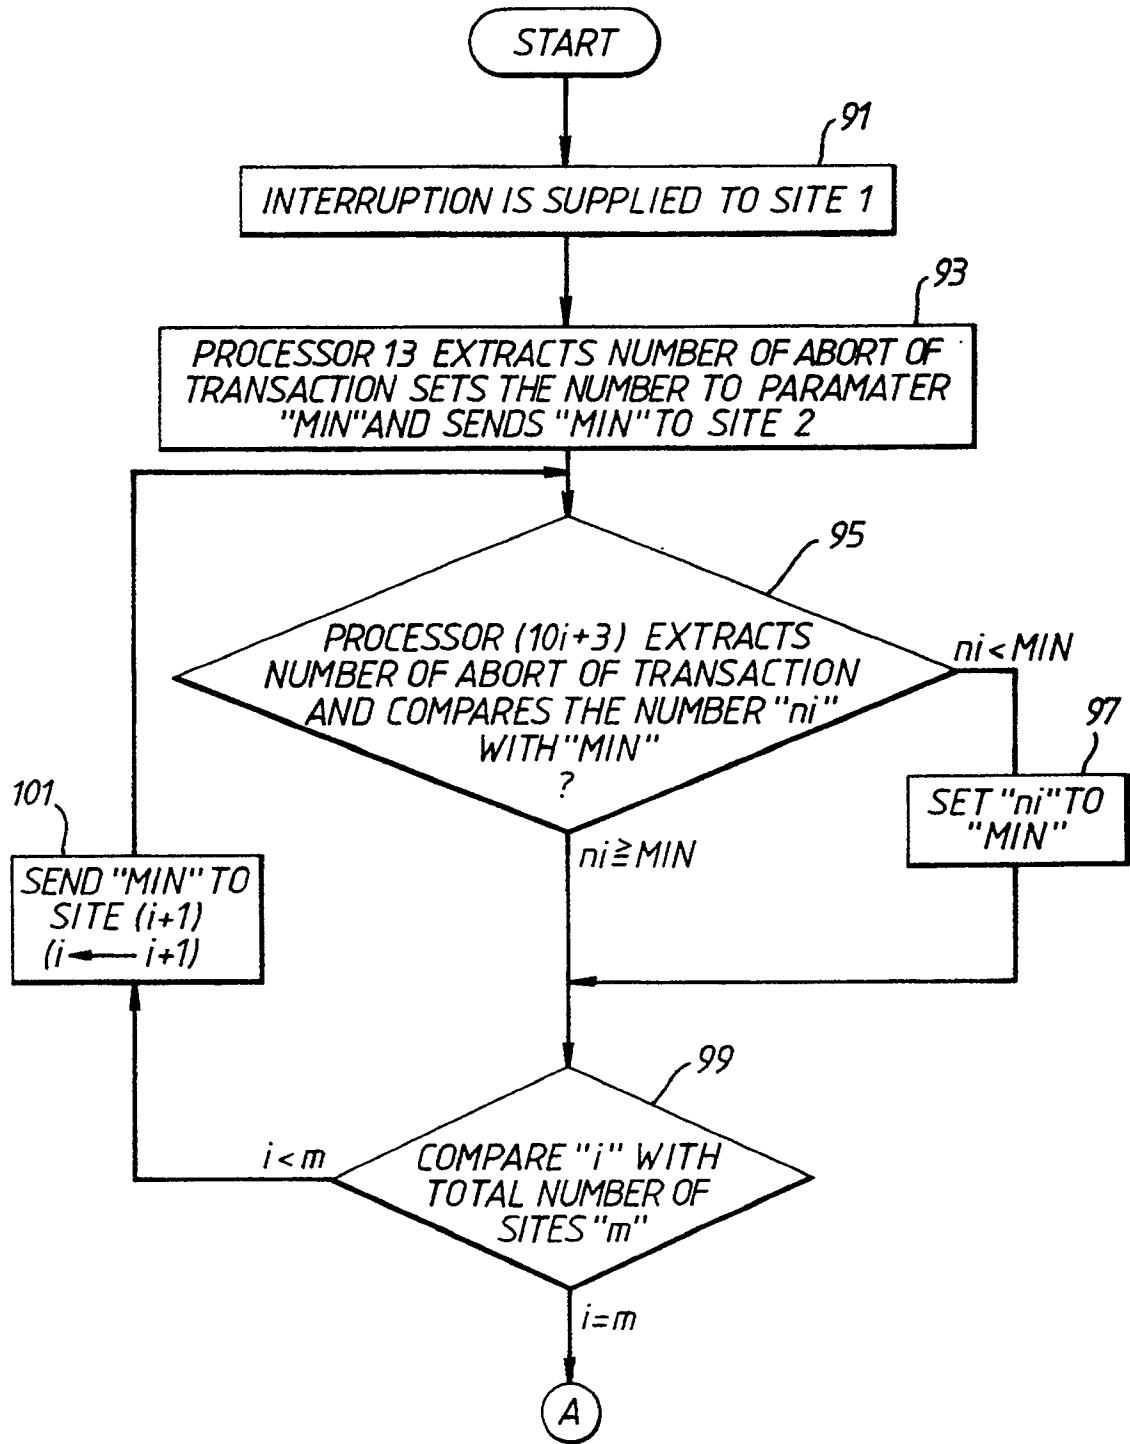 START
91
INTERRUPTION IS SUPPLIED TO SITE 1
93
PROCESSOR 13 EXTRACTS NUMBER OF ABORT OF
TRANSACTION SETS THE NUMBER TO PARAMATER
"MIN" AND SENDS "MIN" TO SITE 2
95
PROCESSOR (10i+3) EXTRACTS
NUMBER OF ABORT OF TRANSACTION
AND COMPARES THE NUMBER "ni"
WITH "MIN"
?
ni < MIN
97
SET "ni" TO
"MIN"
ni ≧ MIN
101
SEND "MIN" TO
SITE (i+1)
(i ← i+1)
99
COMPARE "i" WITH
TOTAL NUMBER OF
SITES "m"
i < m
i = m
A